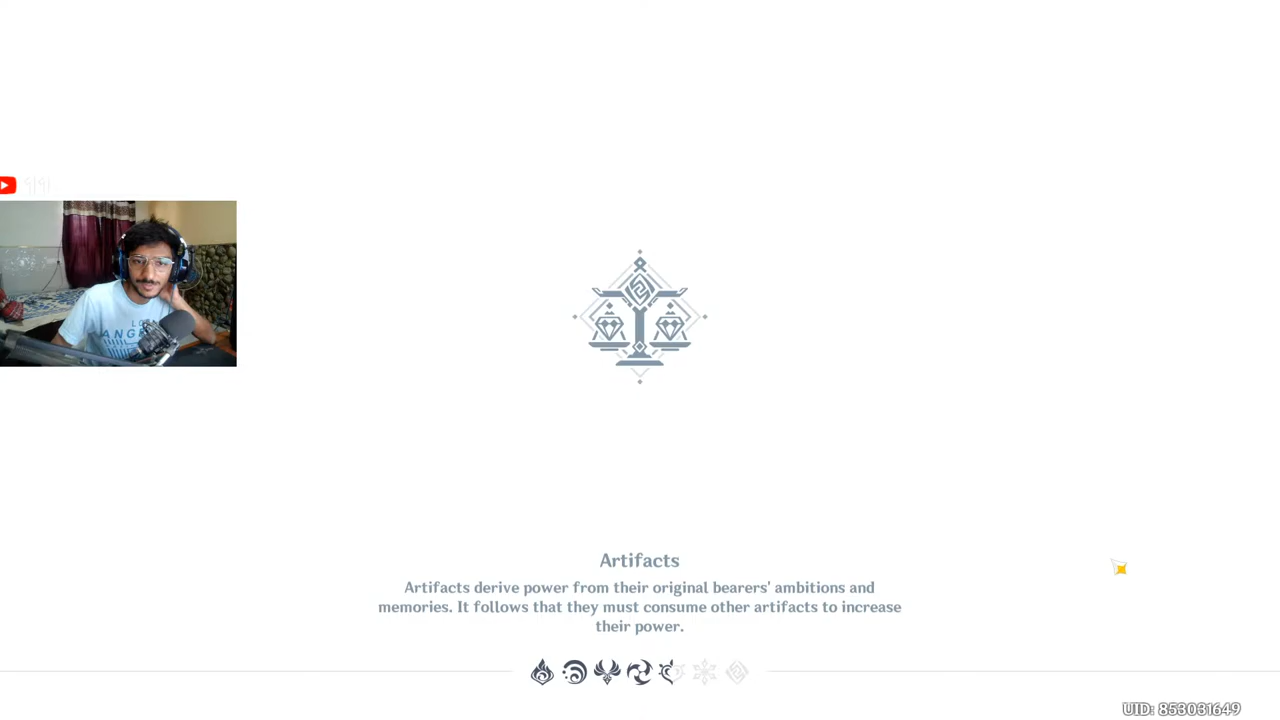 Artifacts
Artifacts derive power from their original bearers' ambitions and
memories. It follows that they must consume other artifacts to increase
their power.
UID: 853031649